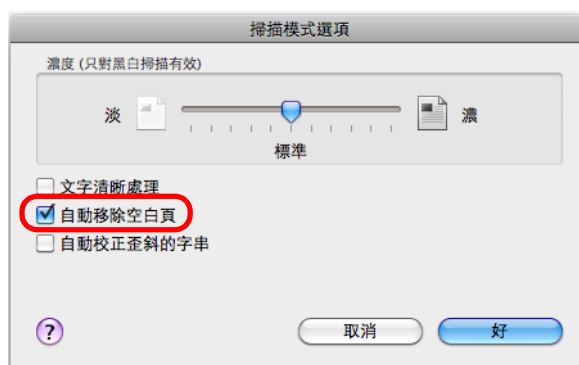 掃描模式選項
濃度 (只對黑白掃描有效)
淡 濃
標準
文字清晰處理
自動移除空白頁
自動校正歪斜的字串
? 取消 好